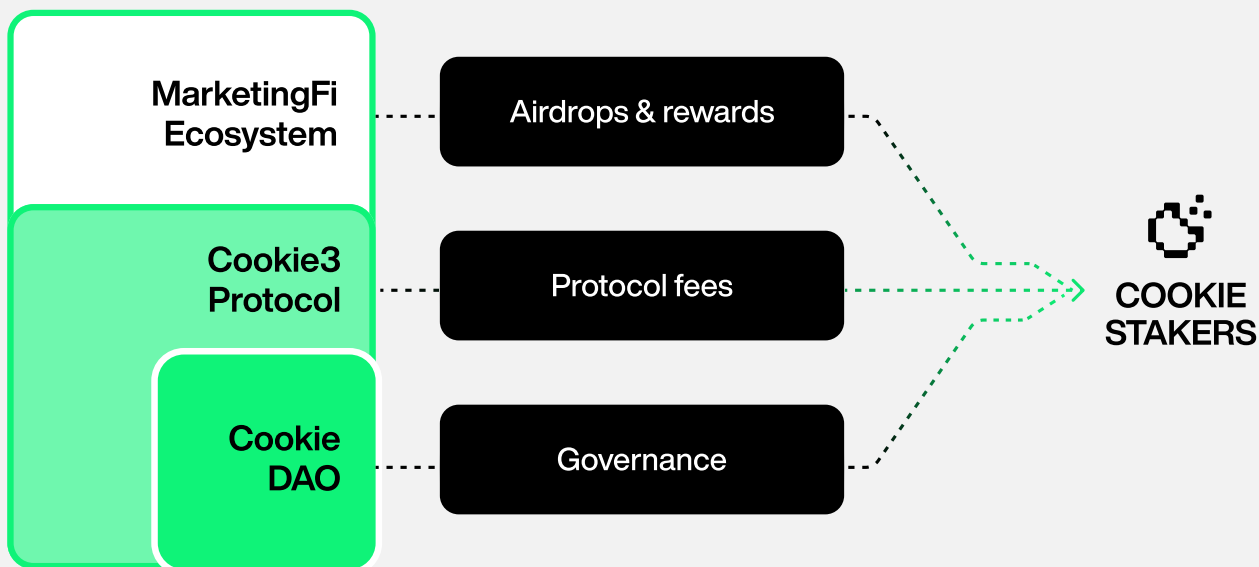 MarketingFi
Ecosystem
Airdrops & rewards
Cookie3
Protocol
Protocol fees
COOKIE
STAKERS
Cookie
DAO
Governance